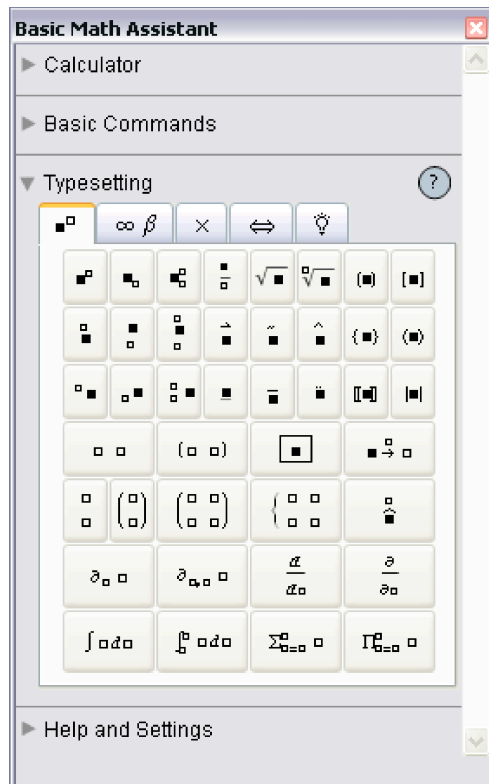 Basic Math Assistant
▶ Calculator
▶ Basic Commands
▼ Typesetting ?
■□ ∞ β × ⇔
■□ ■□ ■□□ ■/□ √■ □√■ (■) [■]
□■ ■□ □■□ ■⃗ ■̃ ■̂ {■} 〈■〉
□■ □■ □□■ ■̲ ■̅ ■̈ 〚■〛 |■|
□ □ (□ □) ■ ■ →□ □
□ □ (□ □) (□ □ □ □) { □ □ □ □ □^■
∂□ □ ∂□,□ □ d/d□ ∂/∂□
∫□ d□ ∫□□ □ d□ Σ□□=□ □ Π□□=□ □
▶ Help and Settings